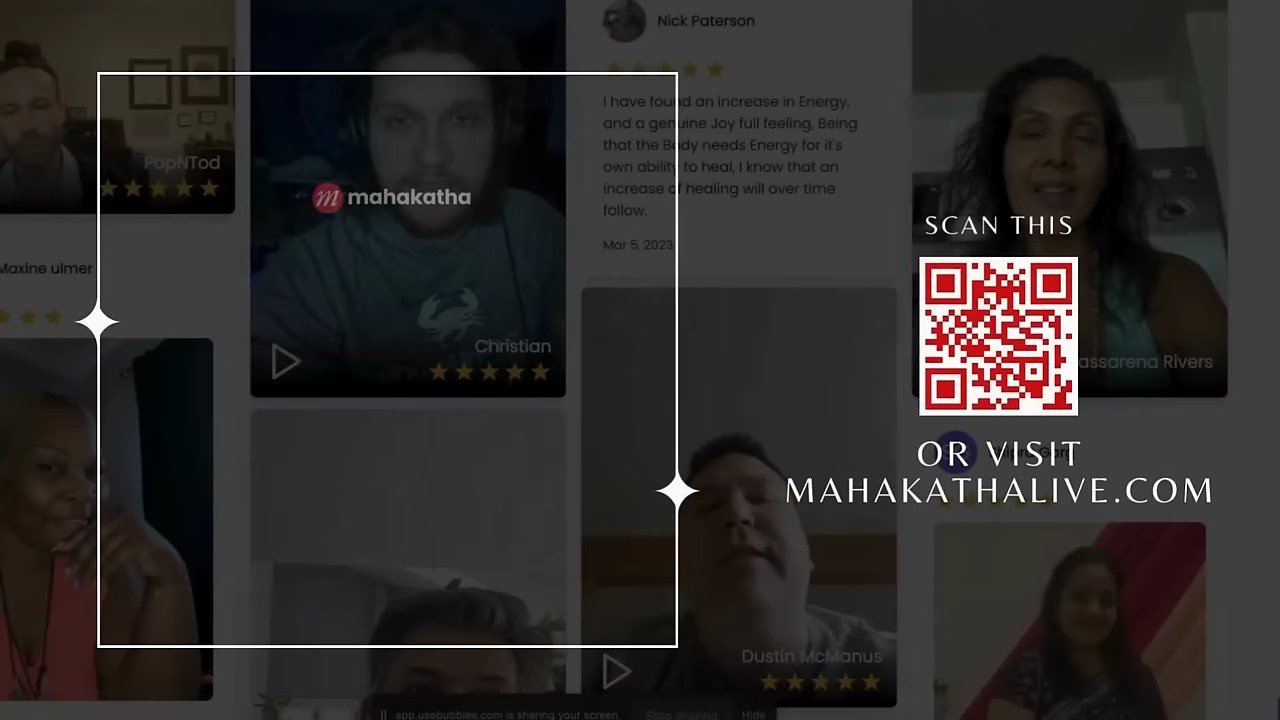 Nick Paterson
I have found an increase in Energy,
and a genuine Joy full feeling, Being
that the Body needs Energy for it's
own ability to heal, I know that an
increase of healing will over time
follow.
Mar 5, 2023
PopNTod
Maxine ulmer
mahakatha
Christian
SCAN THIS
assarena Rivers
OR VISIT
MAHAKATHALIVE.COM
Dustin McManus
app.usebubbles.com is sharing your screen.
Stop sharing
Hide